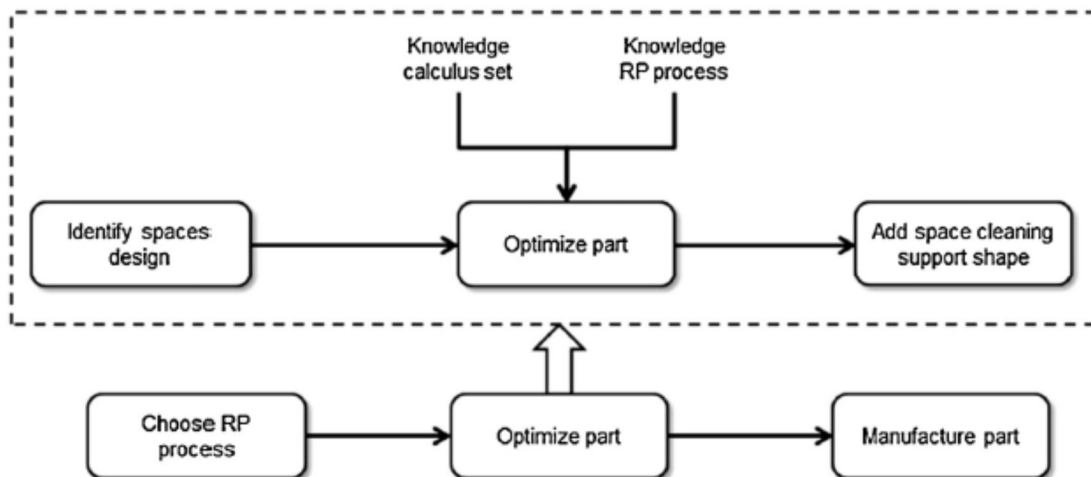 Knowledge
calculus set
Knowledge
RP process
Identify spaces
design
Optimize part
Add space cleaning
support shape
Choose RP
process
Optimize part
Manufacture part